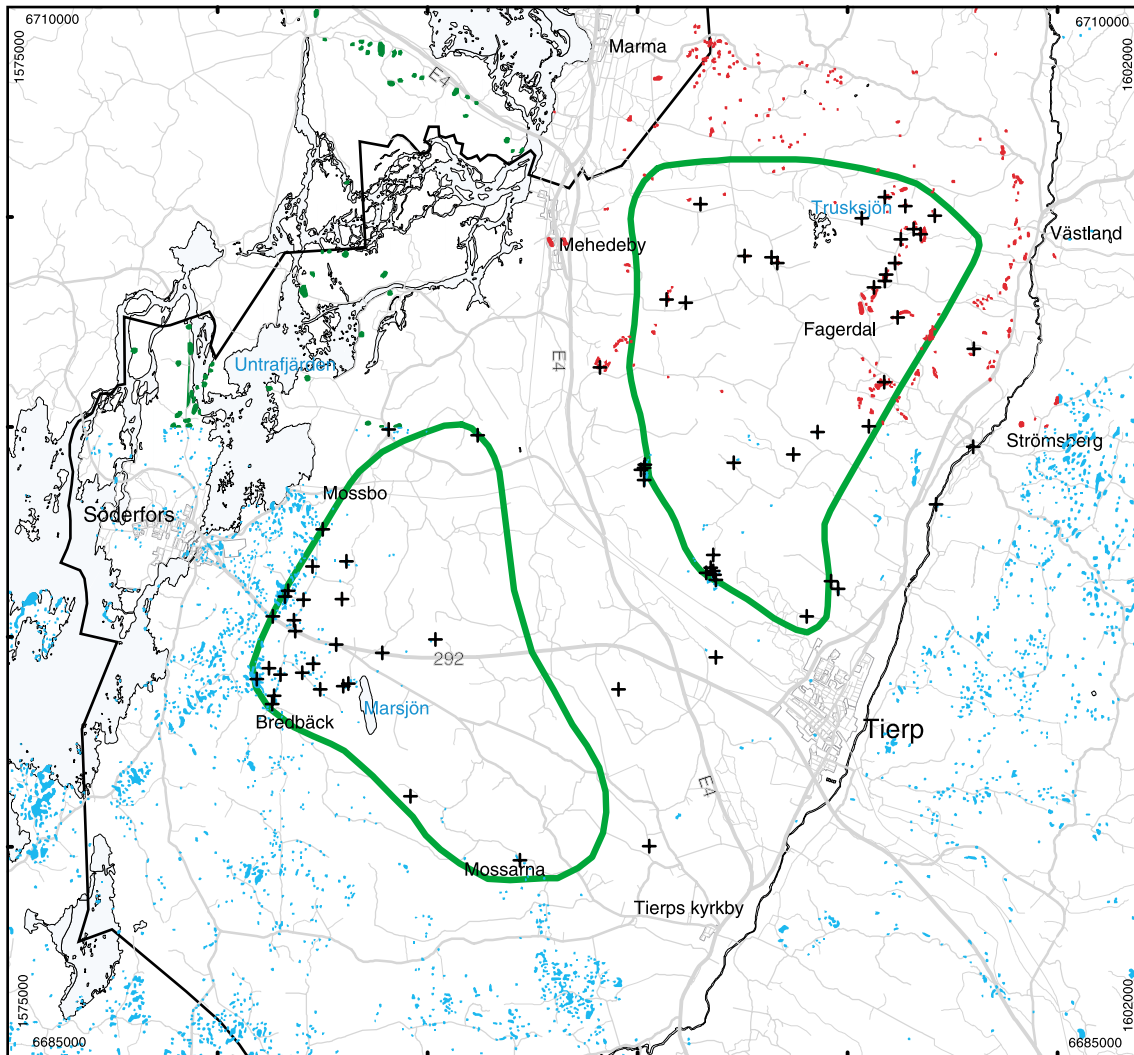 6710000
6710000
1575000
1602000
Marma
E4
Trusksjön
Västland
Mehedeby
Fagerdal
E4
Untrafjärden
Strömsberg
Mossbo
Söderfors
292
Marsjön
Bredbäck
Tierp
E4
Mossarna
Tierps kyrkby
1575000
1602000
6685000
6685000